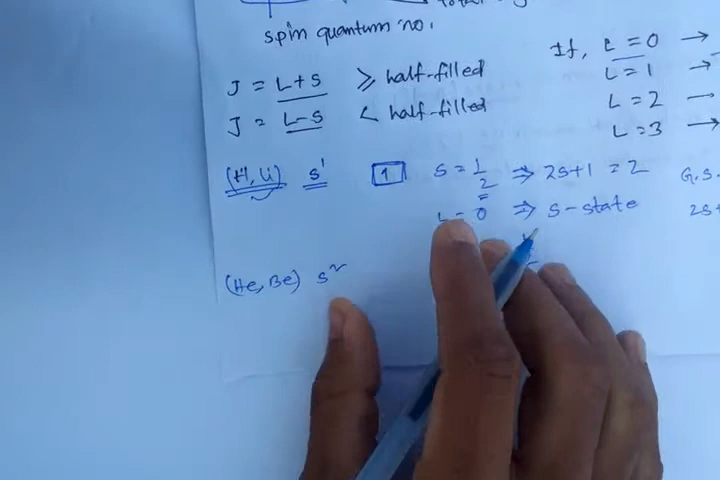 total
spin quantum no.
J = L+S ≥ half-filled
J = L-S < half-filled
If, L=0 →
L=1 →
L=2 →
L=3 →
(H, Li) s¹ 1 S = 1/2 ⇒ 2S+1 = 2 G.S.
L = 0 ⇒ S-state 2S+
(He, Be) s²